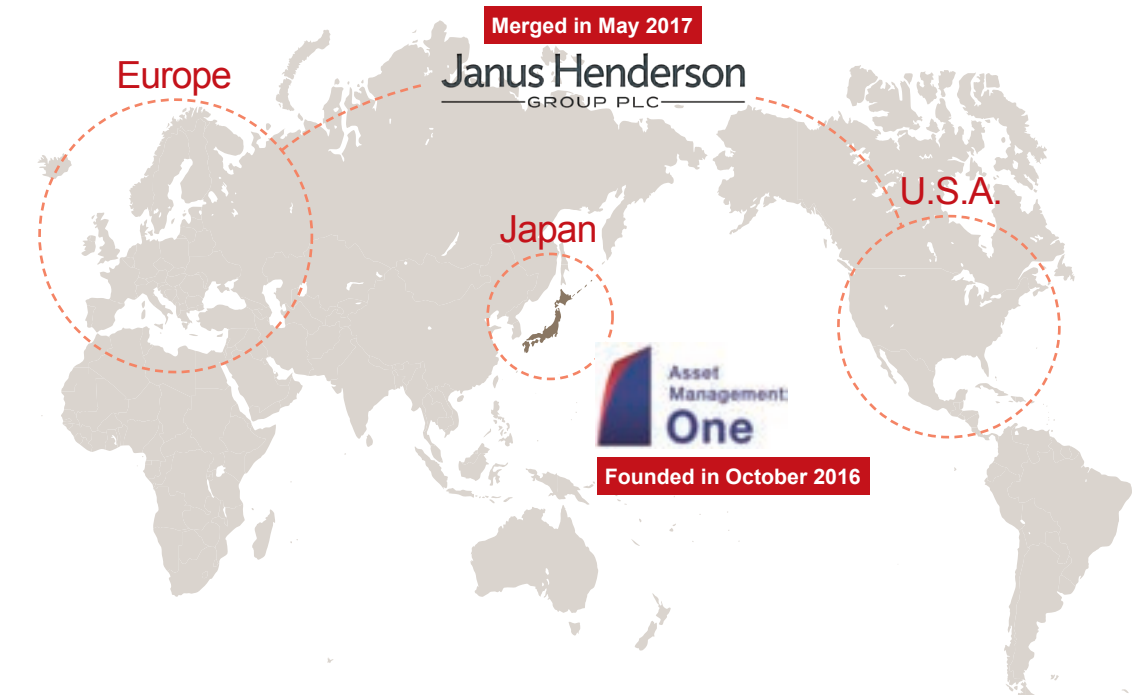 Merged in May 2017
Janus Henderson
GROUP PLC
Europe
U.S.A.
Japan
Asset
Management
One
Founded in October 2016